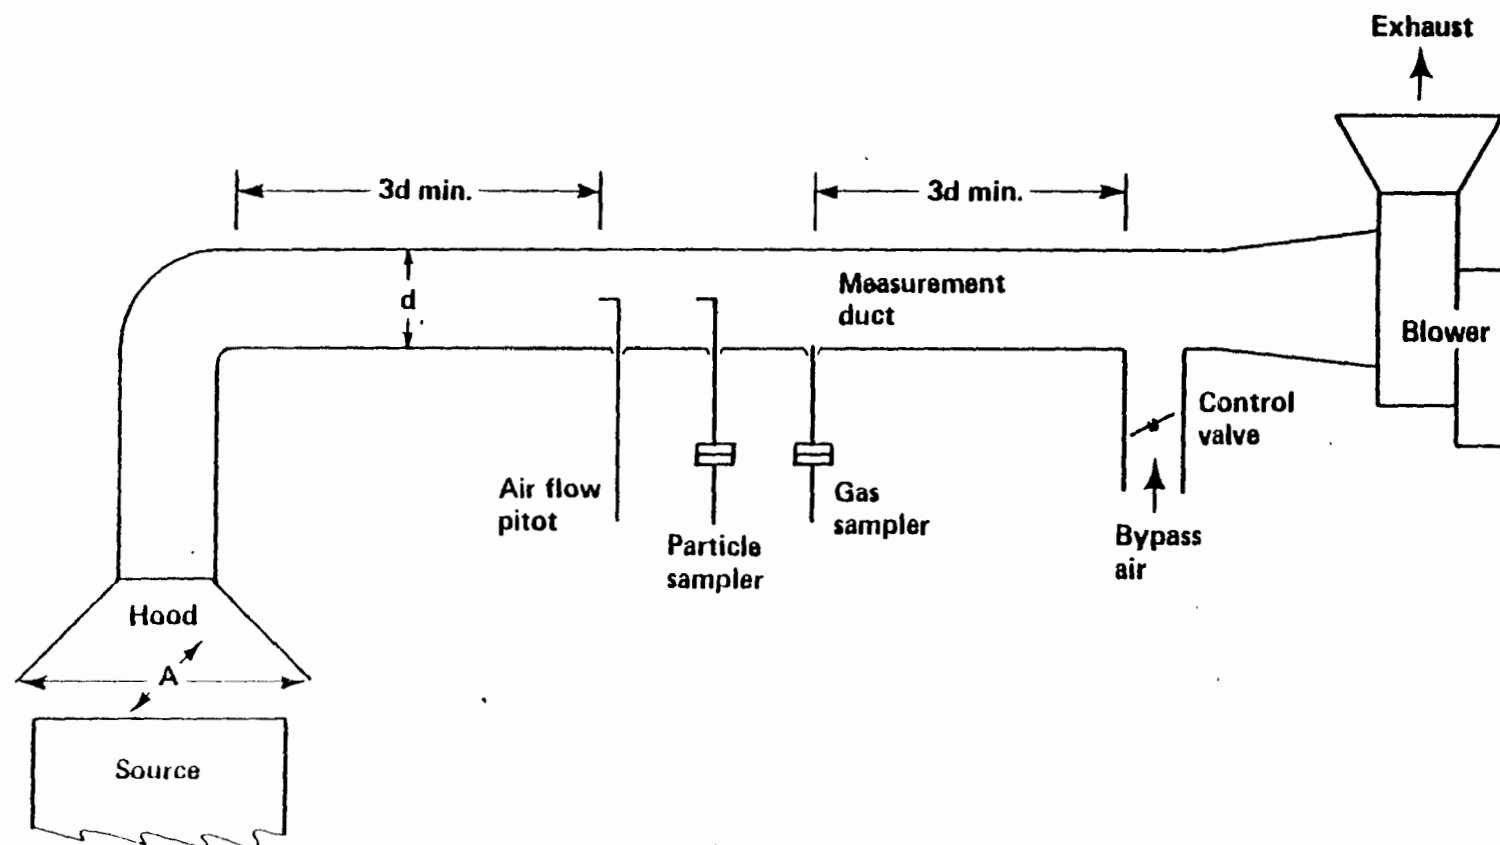 Exhaust
3d min.
3d min.
d
Measurement
duct
Blower
Control
valve
Air flow
pitot
Gas
sampler
Particle
sampler
Bypass
air
Hood
A
Source